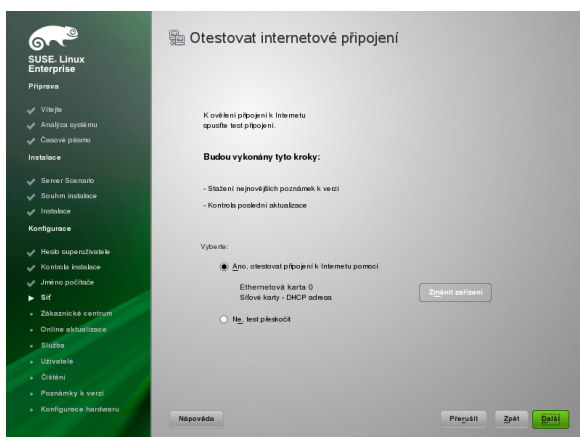 SUSE. Linux
Enterprise
Příprava
Vítejte
Analýza systému
Časové pásmo
Instalace
Server Scenario
Souhrn instalace
Instalace
Konfigurace
Heslo superuživatele
Kontrola instalace
Jméno počítače
Síť
Zákaznické centrum
Online aktualizace
Služba
Uživatelé
Čištění
Poznámky k verzi
Konfigurace hardwaru
Otestovat internetové připojení
K ověření připojení k Internetu
spusťte test připojení.
Budou vykonány tyto kroky:
- Stažení nejnovějších poznámek k verzi
- Kontrola poslední aktualizace
Vyberte:
Ano, otestovat připojení k Internetu pomocí
Ethernetová karta 0
Síťové karty - DHCP adresa
Změnit zařízení
Ne, test přeskočit
Nápověda
Přerušit
Zpět
Další